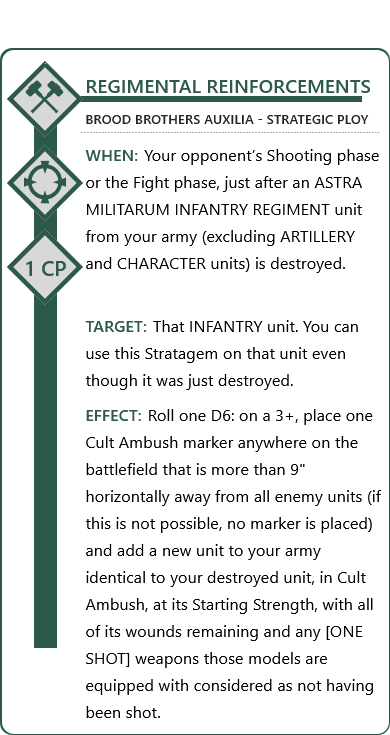 REGIMENTAL REINFORCEMENTS
BROOD BROTHERS AUXILIA - STRATEGIC PLOY
WHEN: Your opponent's Shooting phase
or the Fight phase, just after an ASTRA
MILITARUM INFANTRY REGIMENT unit
from your army (excluding ARTILLERY
1 CP
and CHARACTER units) is destroyed.
TARGET: That INFANTRY unit. You can
use this Stratagem on that unit even
though it was just destroyed.
EFFECT: Roll one D6: on a 3+, place one
Cult Ambush marker anywhere on the
battlefield that is more than 9"
horizontally away from all enemy units (if
this is not possible, no marker is placed)
and add a new unit to your army
identical to your destroyed unit, in Cult
Ambush, at its Starting Strength, with all
of its wounds remaining and any [ONE
SHOT] weapons those models are
equipped with considered as not having
been shot.